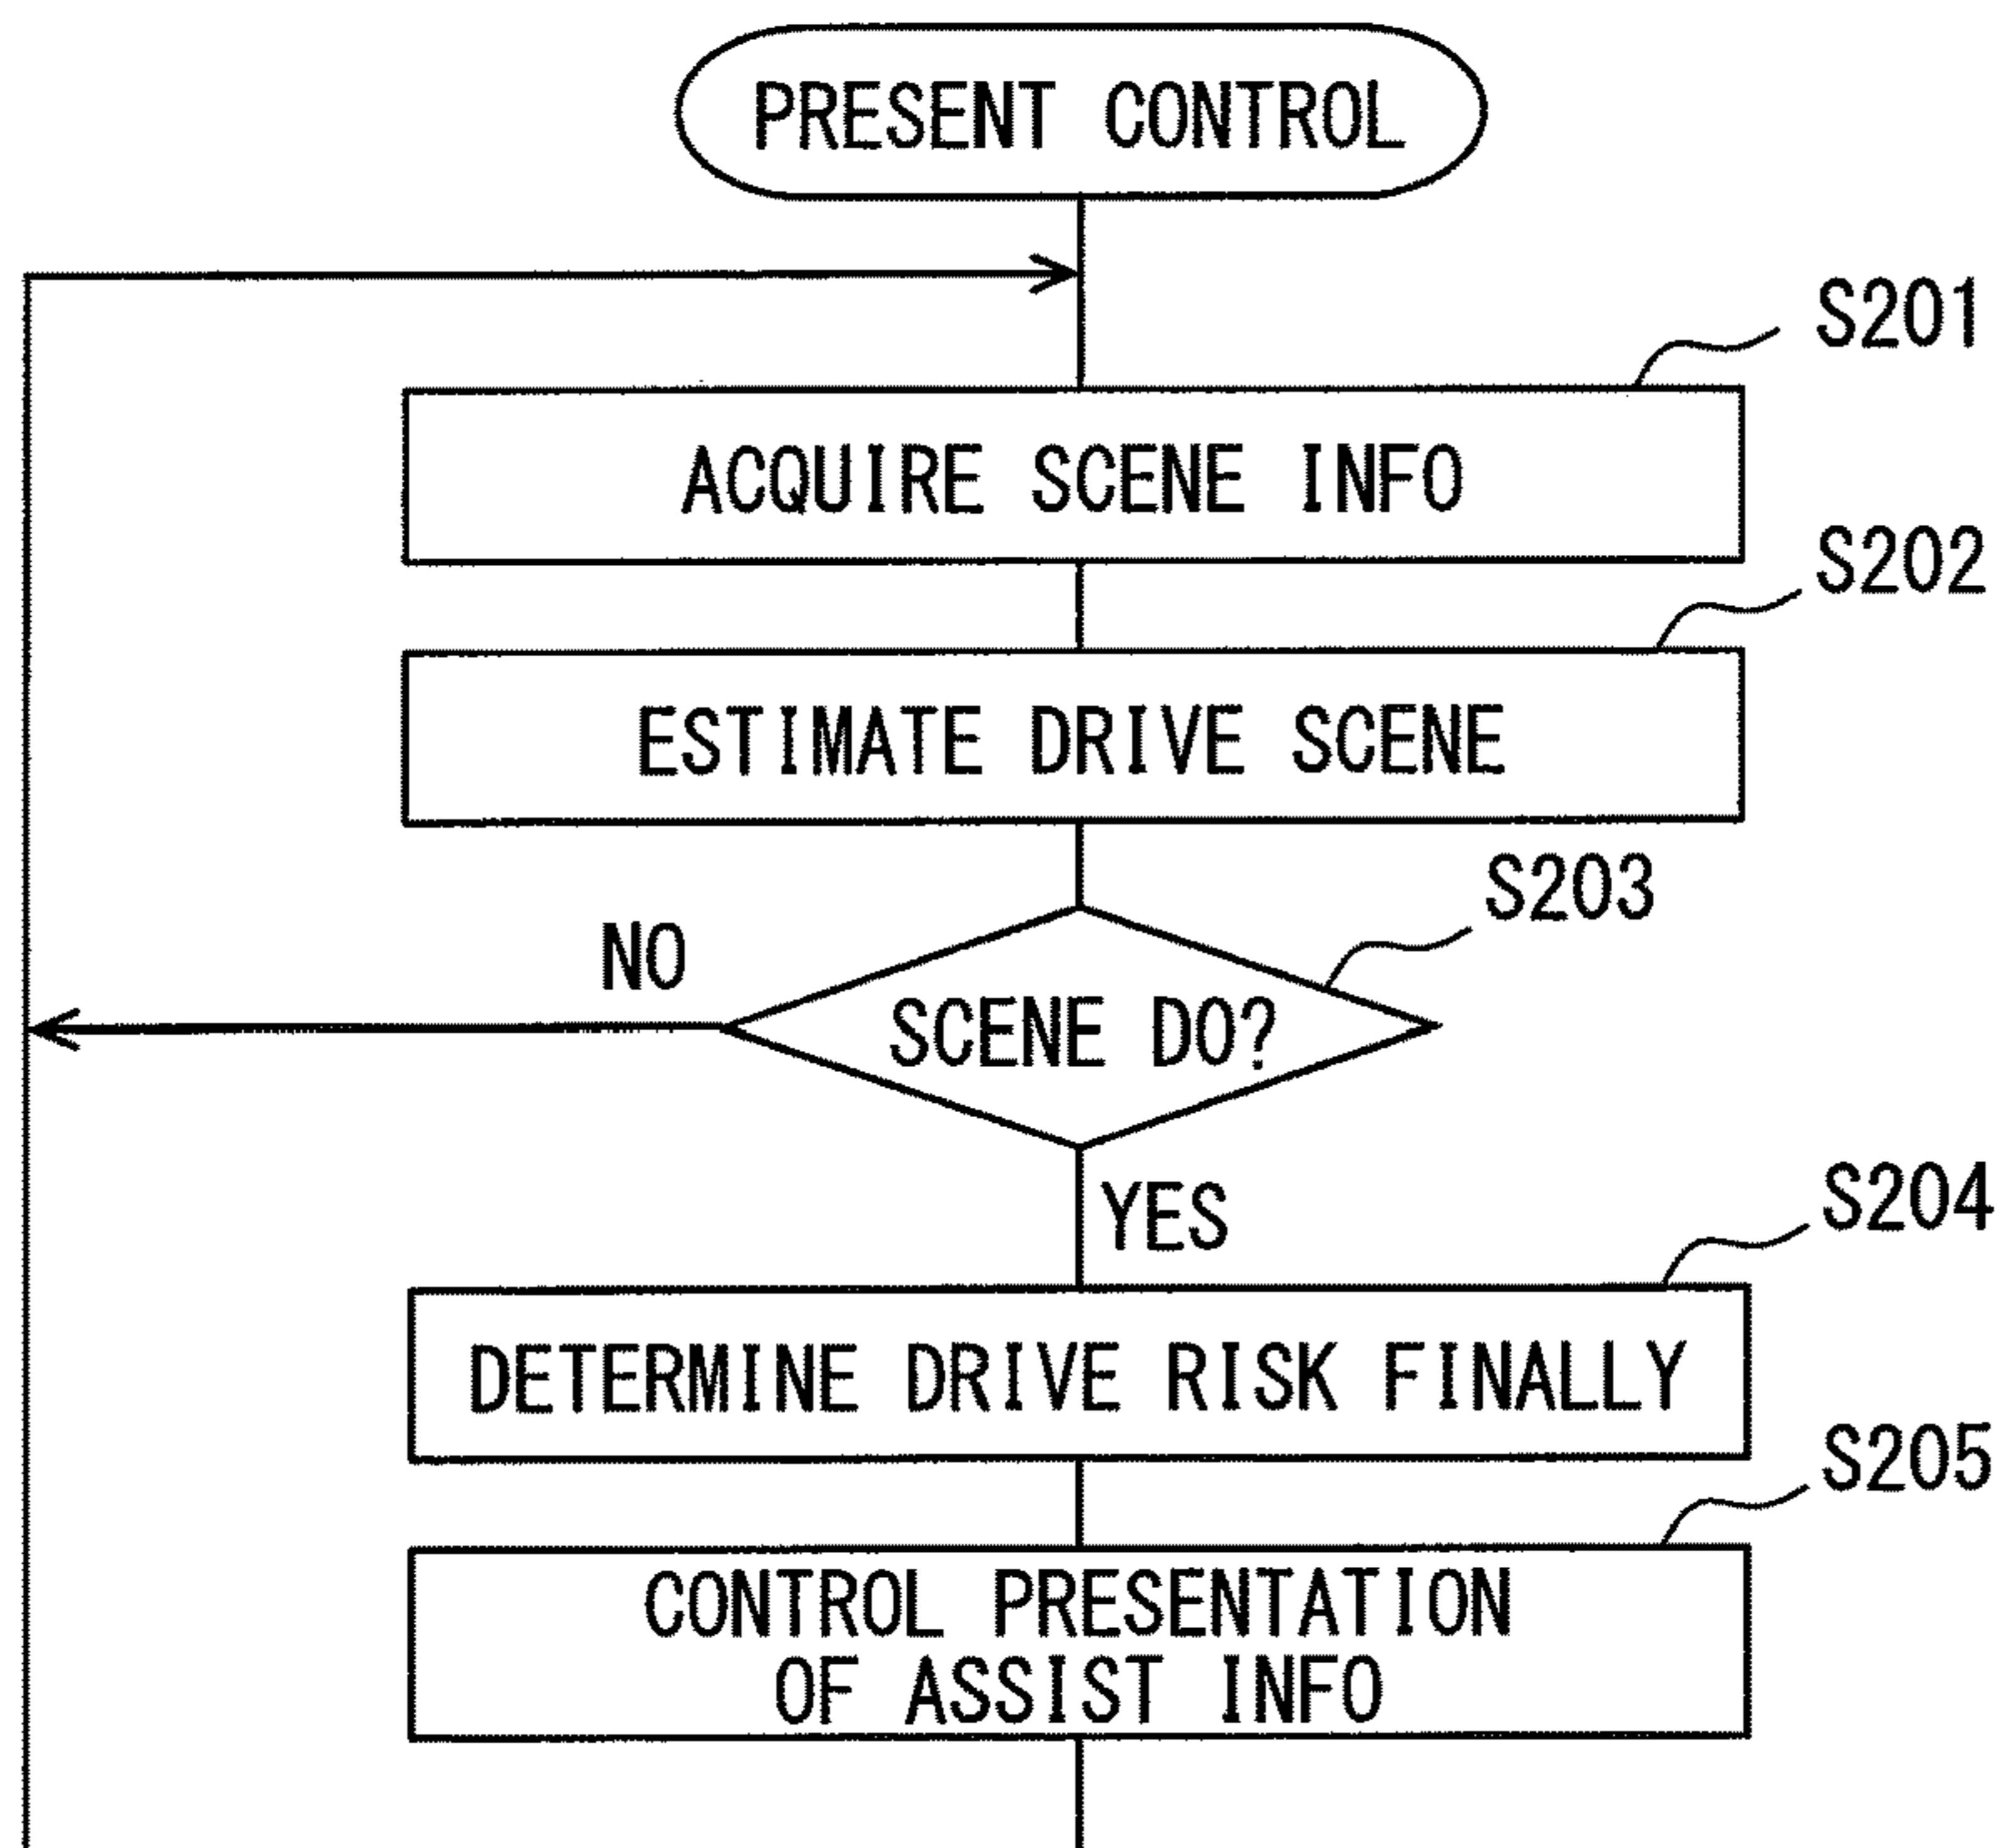 PRESENT CONTROL
S201
ACQUIRE SCENE INFO
S202
ESTIMATE DRIVE SCENE
S203
NO
SCENE DO?
YES
S204
DETERMINE DRIVE RISK FINALLY
S205
CONTROL PRESENTATION
OF ASSIST INFO